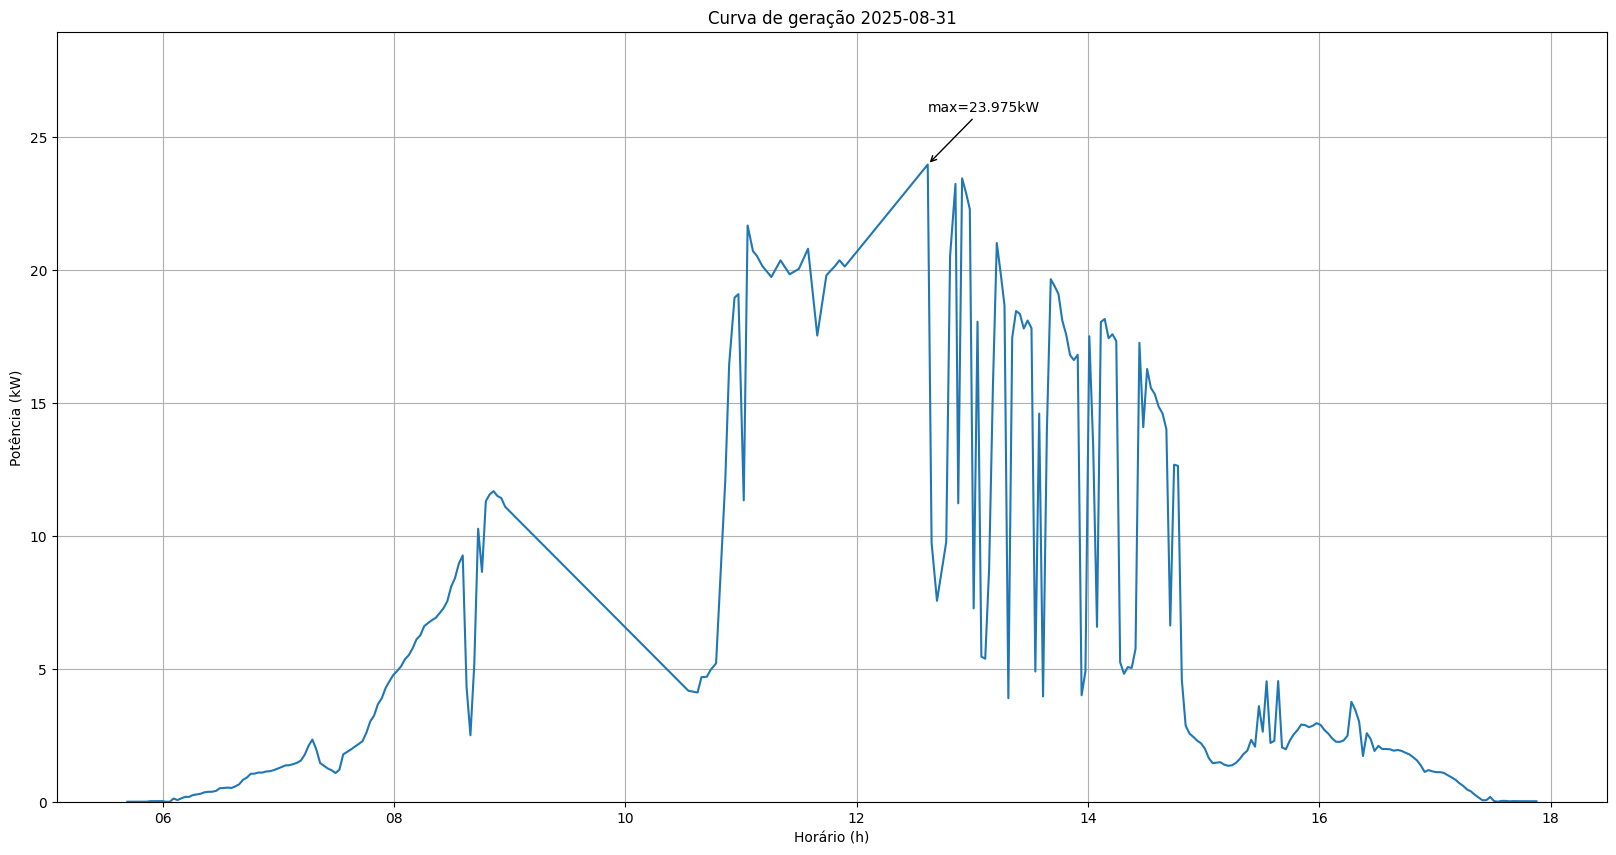 Curva de geração 2025-08-31
max=23.975kW
25
20
15
10
5
0
Potência (kW)
06 08 10 12 14 16 18
Horário (h)